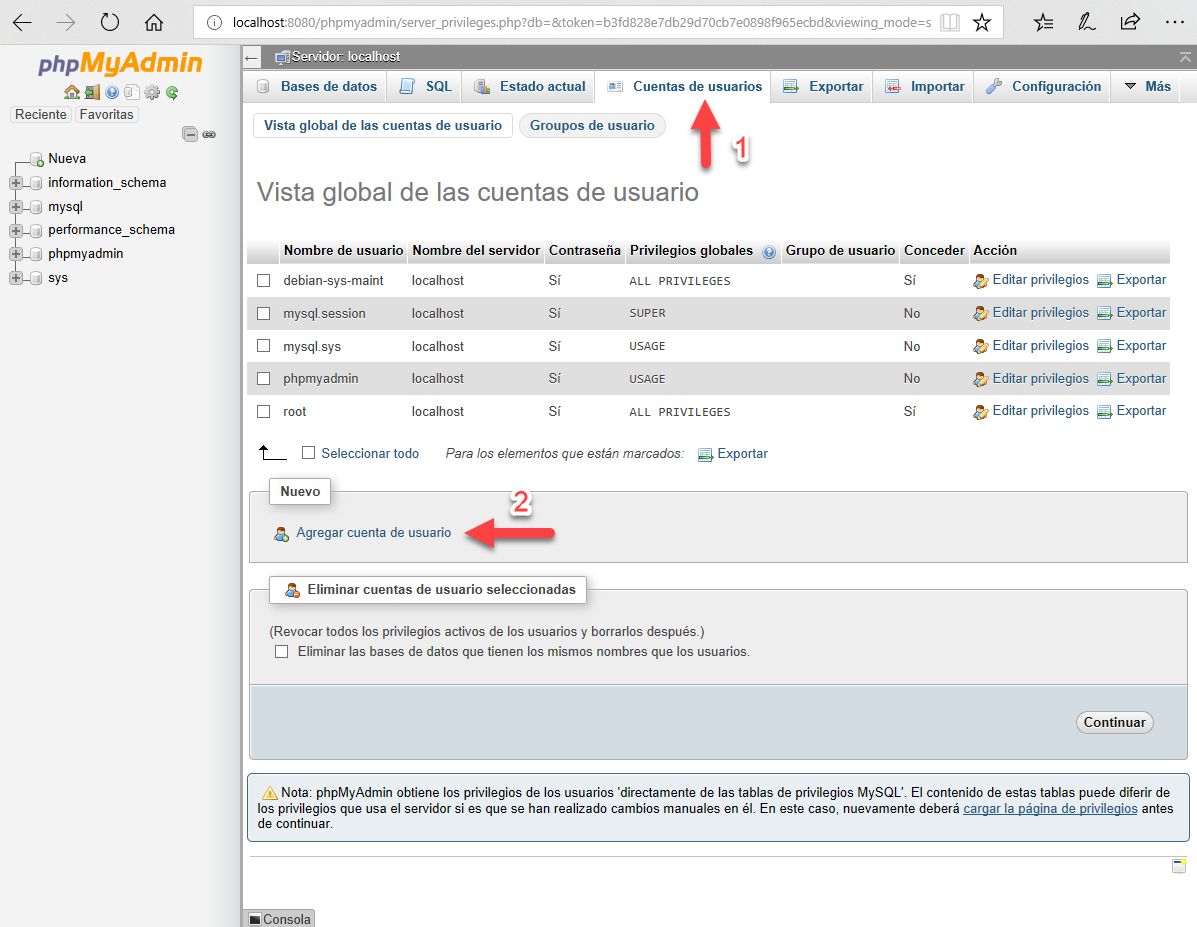 localhost:8080/phpmyadmin/server_privileges.php?db=&token=b3fd828e7db29d70cb7e0898f965ecbd&viewing_mode=s
phpMyAdmin
Reciente Favoritas
Nueva
information_schema
mysql
performance_schema
phpmyadmin
sys
Servidor: localhost
Bases de datos SQL Estado actual Cuentas de usuarios Exportar Importar Configuración Más
Vista global de las cuentas de usuario Groupos de usuario
1
Vista global de las cuentas de usuario
Nombre de usuario Nombre del servidor Contraseña Privilegios globales Grupo de usuario Conceder Acción
debian-sys-maint localhost Sí ALL PRIVILEGES Sí Editar privilegios Exportar
mysql.session localhost Sí SUPER No Editar privilegios Exportar
mysql.sys localhost Sí USAGE No Editar privilegios Exportar
phpmyadmin localhost Sí USAGE No Editar privilegios Exportar
root localhost Sí ALL PRIVILEGES Sí Editar privilegios Exportar
Seleccionar todo Para los elementos que están marcados: Exportar
Nuevo
2
Agregar cuenta de usuario
Eliminar cuentas de usuario seleccionadas
(Revocar todos los privilegios activos de los usuarios y borrarlos después.)
Eliminar las bases de datos que tienen los mismos nombres que los usuarios.
Continuar
Nota: phpMyAdmin obtiene los privilegios de los usuarios 'directamente de las tablas de privilegios MySQL'. El contenido de estas tablas puede diferir de
los privilegios que usa el servidor si es que se han realizado cambios manuales en él. En este caso, nuevamente deberá cargar la página de privilegios antes
de continuar.
Consola